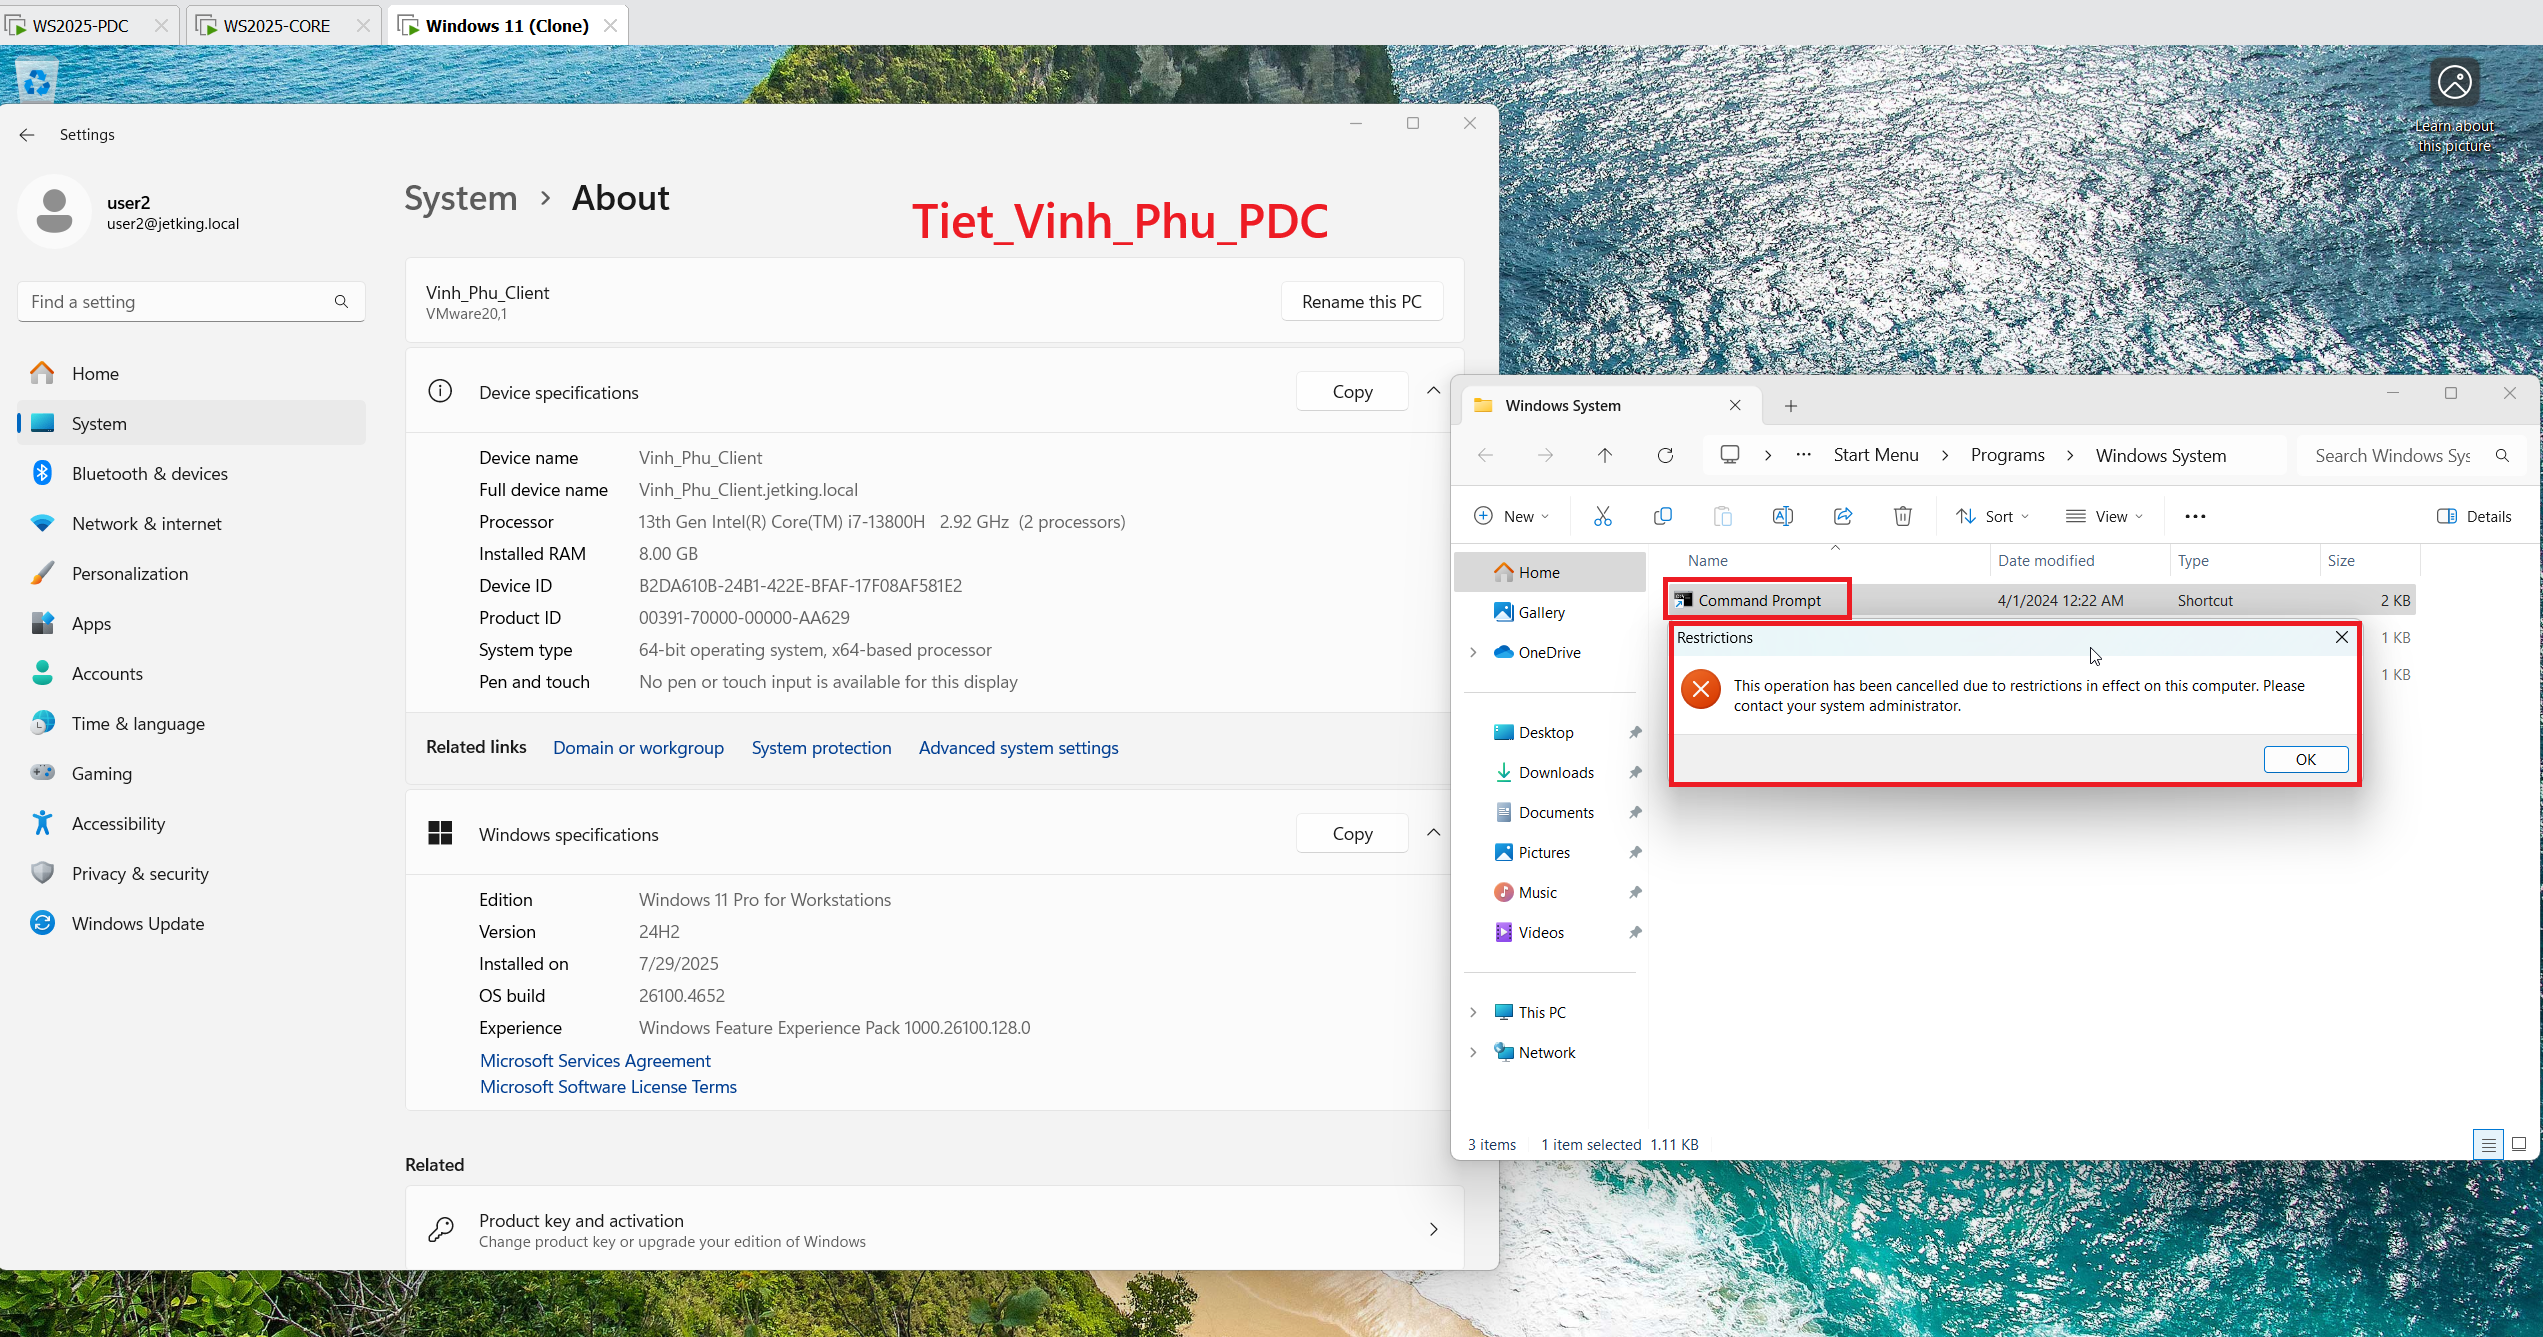 WS2025-PDC
WS2025-CORE
Windows 11 (Clone)
Learn about
this picture
Settings
user2
user2@jetking.local
Find a setting
Home
System
Bluetooth & devices
Network & internet
Personalization
Apps
Accounts
Time & language
Gaming
Accessibility
Privacy & security
Windows Update
System > About
Tiet_Vinh_Phu_PDC
Vinh_Phu_Client
VMware20,1
Rename this PC
Device specifications
Copy
Device name Vinh_Phu_Client
Full device name Vinh_Phu_Client.jetking.local
Processor 13th Gen Intel(R) Core(TM) i7-13800H 2.92 GHz (2 processors)
Installed RAM 8.00 GB
Device ID B2DA610B-24B1-422E-BFAF-17F08AF581E2
Product ID 00391-70000-00000-AA629
System type 64-bit operating system, x64-based processor
Pen and touch No pen or touch input is available for this display
Related links Domain or workgroup System protection Advanced system settings
Windows specifications
Copy
Edition Windows 11 Pro for Workstations
Version 24H2
Installed on 7/29/2025
OS build 26100.4652
Experience Windows Feature Experience Pack 1000.26100.128.0
Microsoft Services Agreement
Microsoft Software License Terms
Related
Product key and activation
Change product key or upgrade your edition of Windows
Windows System
Start Menu > Programs > Windows System
Search Windows Sys
New
Sort
View
Details
Home
Gallery
OneDrive
Desktop
Downloads
Documents
Pictures
Music
Videos
This PC
Network
Name Date modified Type Size
Command Prompt 4/1/2024 12:22 AM Shortcut 2 KB
1 KB
1 KB
Restrictions
This operation has been cancelled due to restrictions in effect on this computer. Please
contact your system administrator.
OK
3 items 1 item selected 1.11 KB